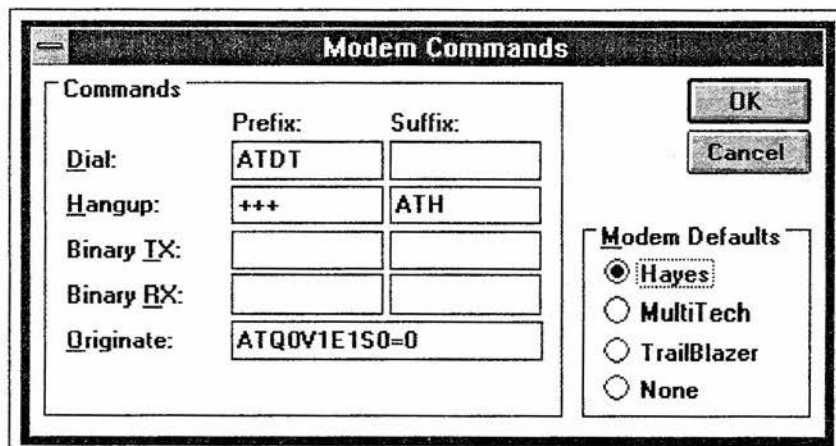 Modem Commands
Commands
Prefix: Suffix:
Dial: ATDT
Hangup: +++ ATH
Binary TX:
Binary RX:
Originate: ATQ0V1E1S0=0
OK
Cancel
Modem Defaults
Hayes
MultiTech
TrailBlazer
None